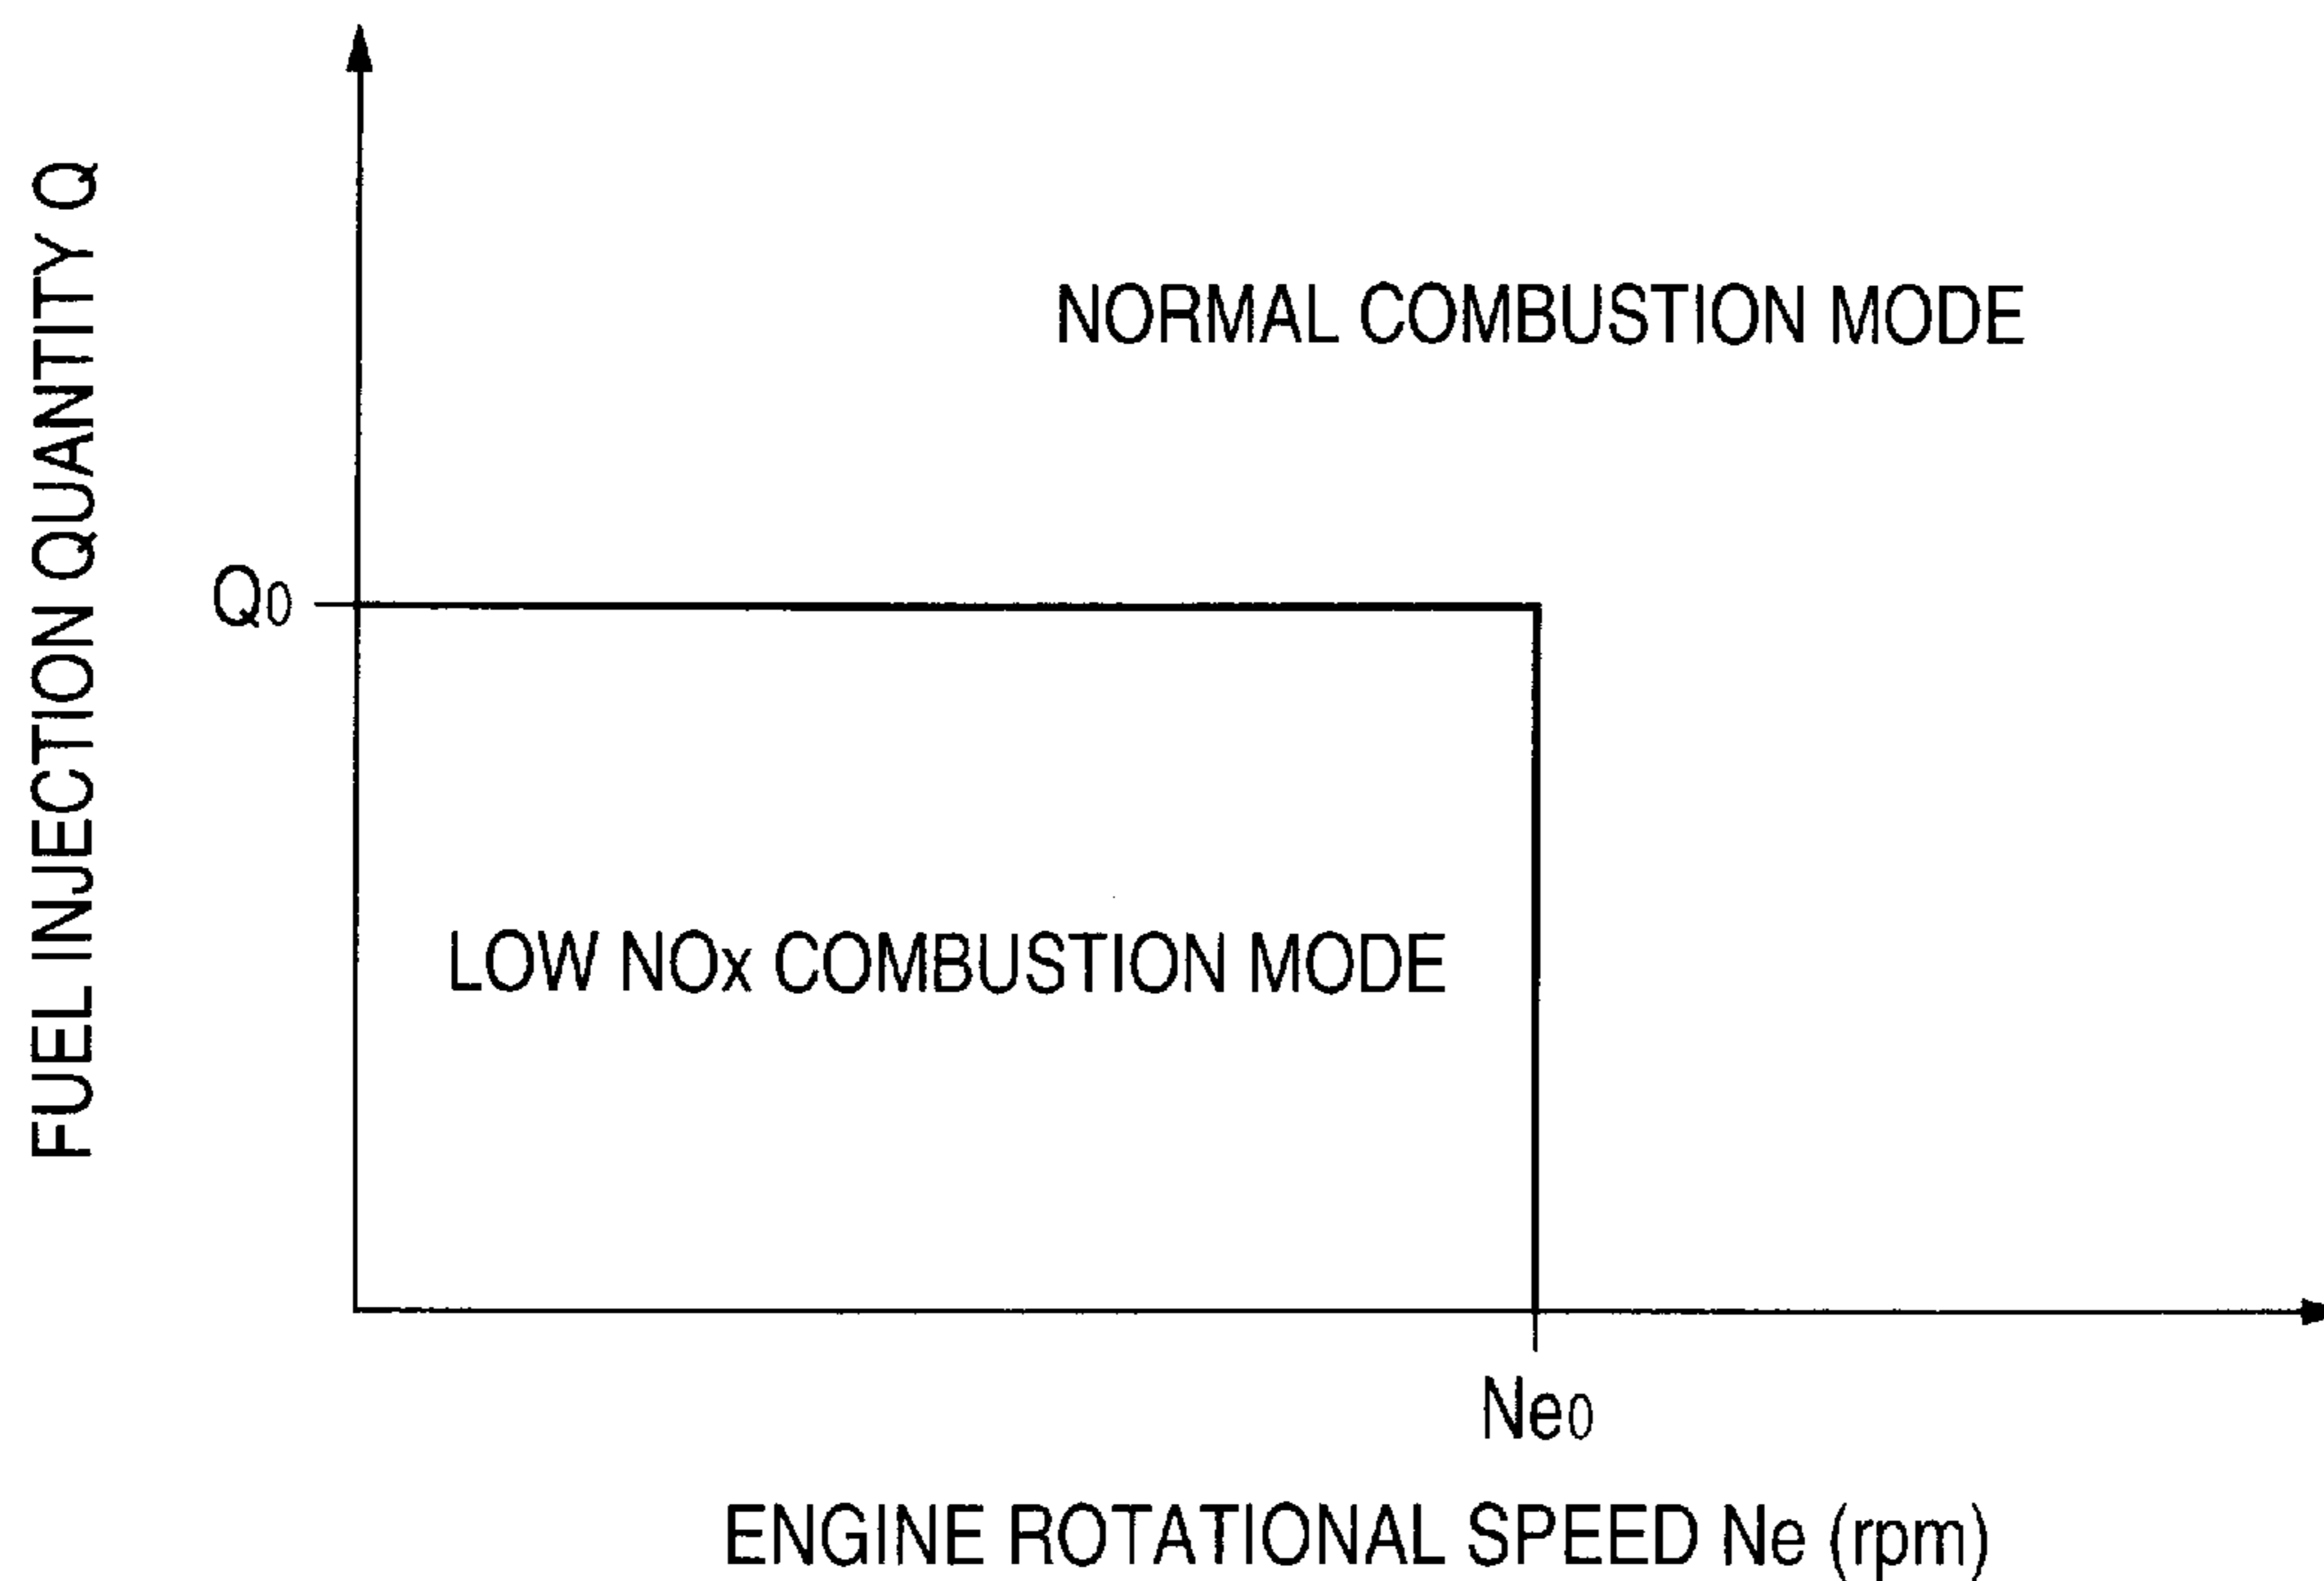 FUEL INJECTION QUANTITY Q
NORMAL COMBUSTION MODE
Q0
LOW NOx COMBUSTION MODE
Ne0
ENGINE ROTATIONAL SPEED Ne (rpm)